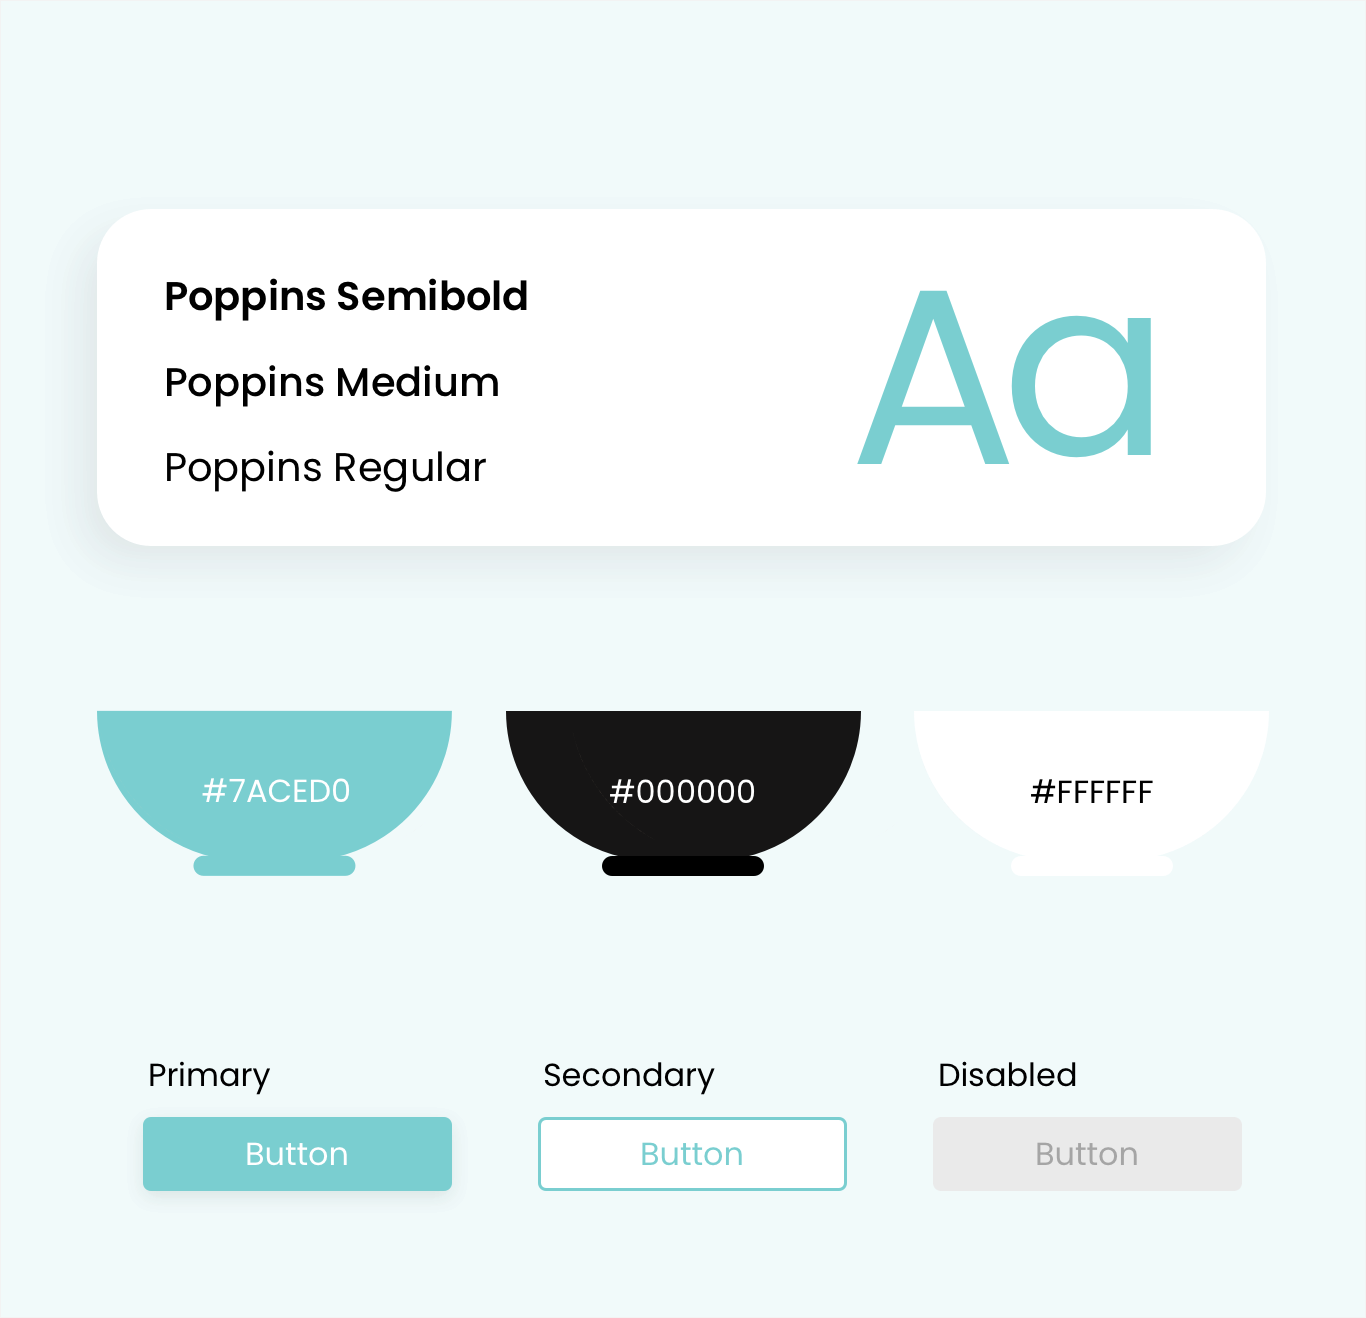 Poppins Semibold
Poppins Medium
Poppins Regular
Aa
#7ACED0
#000000
#FFFFFF
Primary
Secondary
Disabled
Button
Button
Button